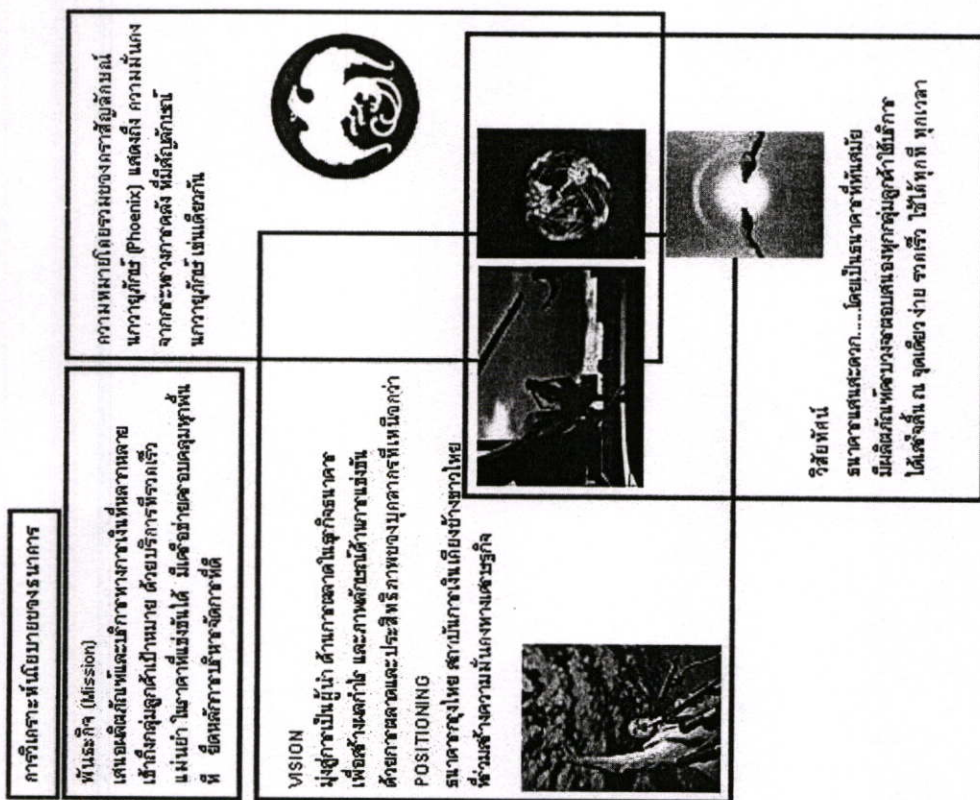 การวิเคราะห์นโยบายของธนาคาร
พันธะกิจ (Mission)
เสนอผลิตภัณฑ์และบริการทางการเงินที่หลากหลาย
เข้าถึงกลุ่มลูกค้าเป้าหมาย ด้วยบริการที่รวดเร็ว
แม่นยำ ในราคาที่แข่งขันได้ มีเครือข่ายครอบคลุมทุกพื้น
ที่ ยึดหลักการบริหารจัดการที่ดี
ความหมายโดยรวมของตราสัญลักษณ์
นกวายุภักษ์ (Phoenix) แสดงถึง ความมั่นคง
จากกระทรวงการคลัง ที่มีสัญลักษณ์
นกวายุภักษ์ เช่นเดียวกัน
VISION
มุ่งสู่การเป็นผู้นำ ด้านการตลาดในธุรกิจธนาคาร
เพื่อสร้างผลกำไร และภาพลักษณ์ด้านการแข่งขัน
ด้วยการตลาดและประสิทธิภาพของบุคลากรที่เหนือกว่า
POSITIONING
ธนาคารกรุงไทย สถาบันการเงินเคียงข้างชาวไทย
ที่ร่วมสร้างความมั่นคงทางเศรษฐกิจ
วิสัยทัศน์
ธนาคารแสนสะดวก.....โดยเป็นธนาคารที่ทันสมัย
มีผลิตภัณฑ์ครบวงจรตอบสนองทุกกลุ่มลูกค้าใช้บริการ
ได้เสร็จสิ้น ณ จุดเดียว ง่าย รวดเร็ว ใช้ได้ทุกที่ ทุกเวลา